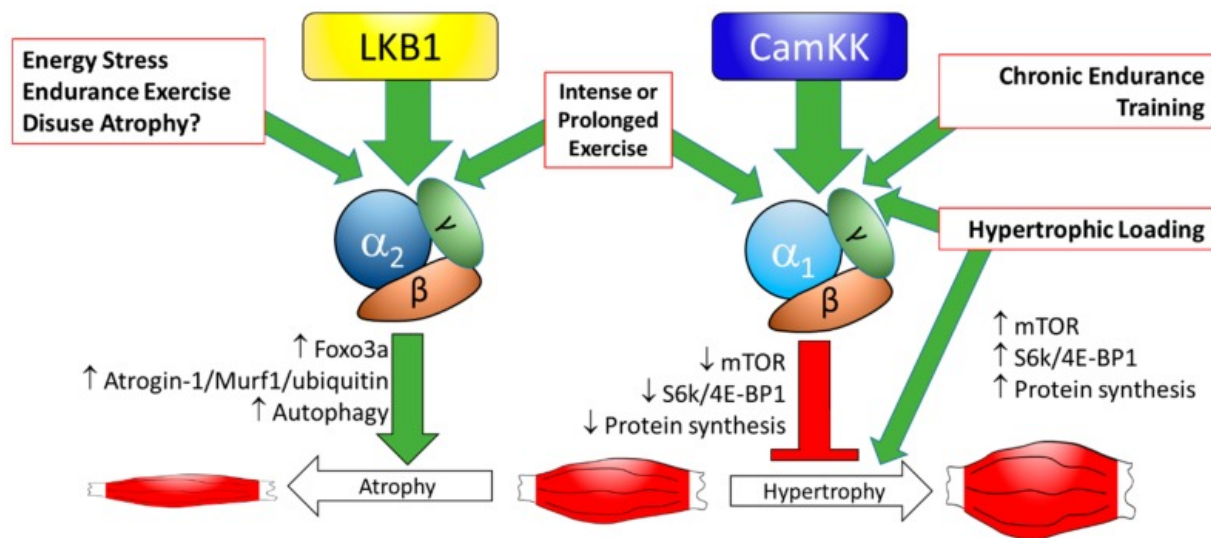 LKB1
CamKK
Energy Stress
Endurance Exercise
Disuse Atrophy?
Intense or
Prolonged
Exercise
Chronic Endurance
Training
Hypertrophic Loading
α2
γ
β
α1
γ
β
↑ Foxo3a
↑ Atrogin-1/Murf1/ubiquitin
↑ Autophagy
↓ mTOR
↓ S6k/4E-BP1
↓ Protein synthesis
↑ mTOR
↑ S6k/4E-BP1
↑ Protein synthesis
Atrophy
Hypertrophy